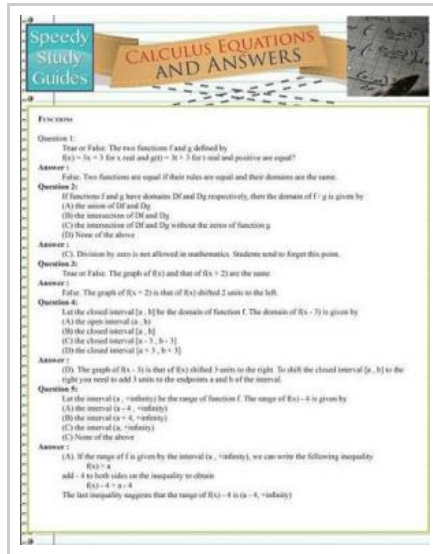 Speedy
Study
Guides
CALCULUS EQUATIONS
AND ANSWERS
FUNCTIONS
Question 1:
True or False. The two functions f and g defined by
f(x) = 3x + 3 for x real and g(t) = 3t + 3 for t real and positive are equal?
Answer :
False. Two functions are equal if their rules are equal and their domains are the same.
Question 2:
If functions f and g have domains Df and Dg respectively, then the domain of f / g is given by
(A) the union of Df and Dg
(B) the intersection of Df and Dg
(C) the intersection of Df and Dg without the zeros of function g
(D) None of the above
Answer :
(C). Division by zero is not allowed in mathematics. Students tend to forget this point.
Question 3:
True or False. The graph of f(x) and that of f(x + 2) are the same
Answer :
False. The graph of f(x + 2) is that of f(x) shifted 2 units to the left.
Question 4:
Let the closed interval [a , b] be the domain of function f. The domain of f(x - 3) is given by
(A) the open interval (a , b)
(B) the closed interval [a , b]
(C) the closed interval [a - 3 , b - 3]
(D) the closed interval [a + 3 , b + 3]
Answer :
(D). The graph of f(x - 3) is that of f(x) shifted 3 units to the right. To shift the closed interval [a , b] to the
right you need to add 3 units to the endpoints a and b of the interval.
Question 5:
Let the interval (a , +infinity) be the range of function f. The range of f(x) - 4 is given by
(A) the interval (a - 4 , +infinity)
(B) the interval (a + 4, +infinity)
(C) the interval (a, +infinity)
(C) None of the above
Answer :
(A). If the range of f is given by the interval (a , +infinity), we can write the following inequality
f(x) > a
add - 4 to both sides on the inequality to obtain
f(x) - 4 > a - 4
The last inequality suggests that the range of f(x) - 4 is (a - 4, +infinity)